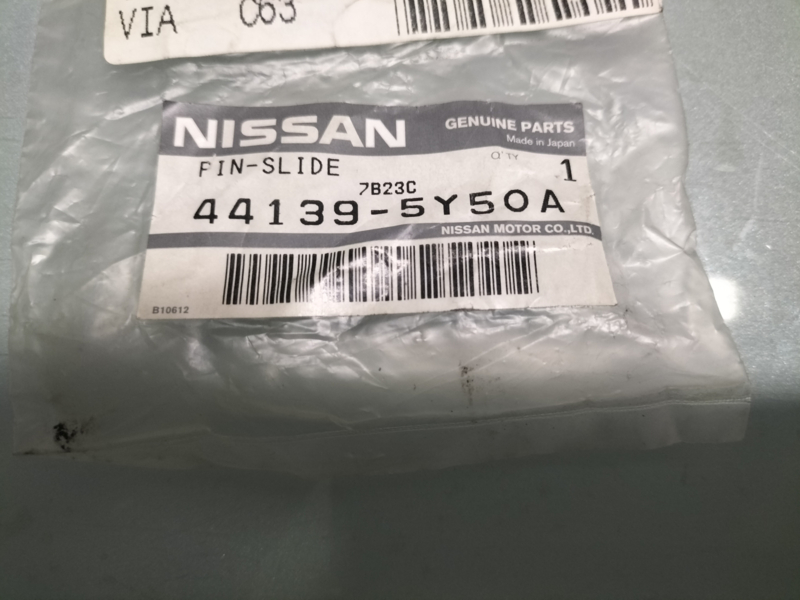 VIA C63
NISSAN GENUINE PARTS
Made in Japan
PIN-SLIDE Q'TY 1
7B23C
44139-5Y50A
NISSAN MOTOR CO.,LTD.
B10612